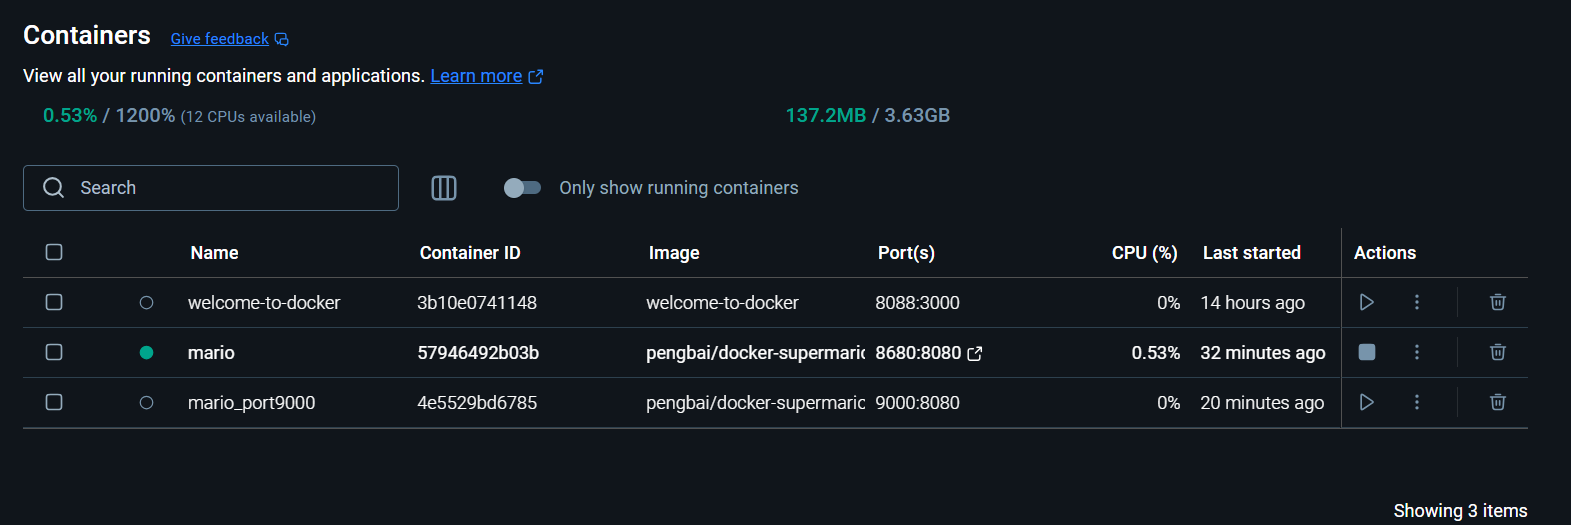 Containers Give feedback
View all your running containers and applications. Learn more
0.53% / 1200% (12 CPUs available) 137.2MB / 3.63GB
Search Only show running containers
Name Container ID Image Port(s) CPU (%) Last started Actions
welcome-to-docker 3b10e0741148 welcome-to-docker 8088:3000 0% 14 hours ago
mario 57946492b03b pengbai/docker-supermario 8680:8080 0.53% 32 minutes ago
mario_port9000 4e5529bd6785 pengbai/docker-supermario 9000:8080 0% 20 minutes ago
Showing 3 items